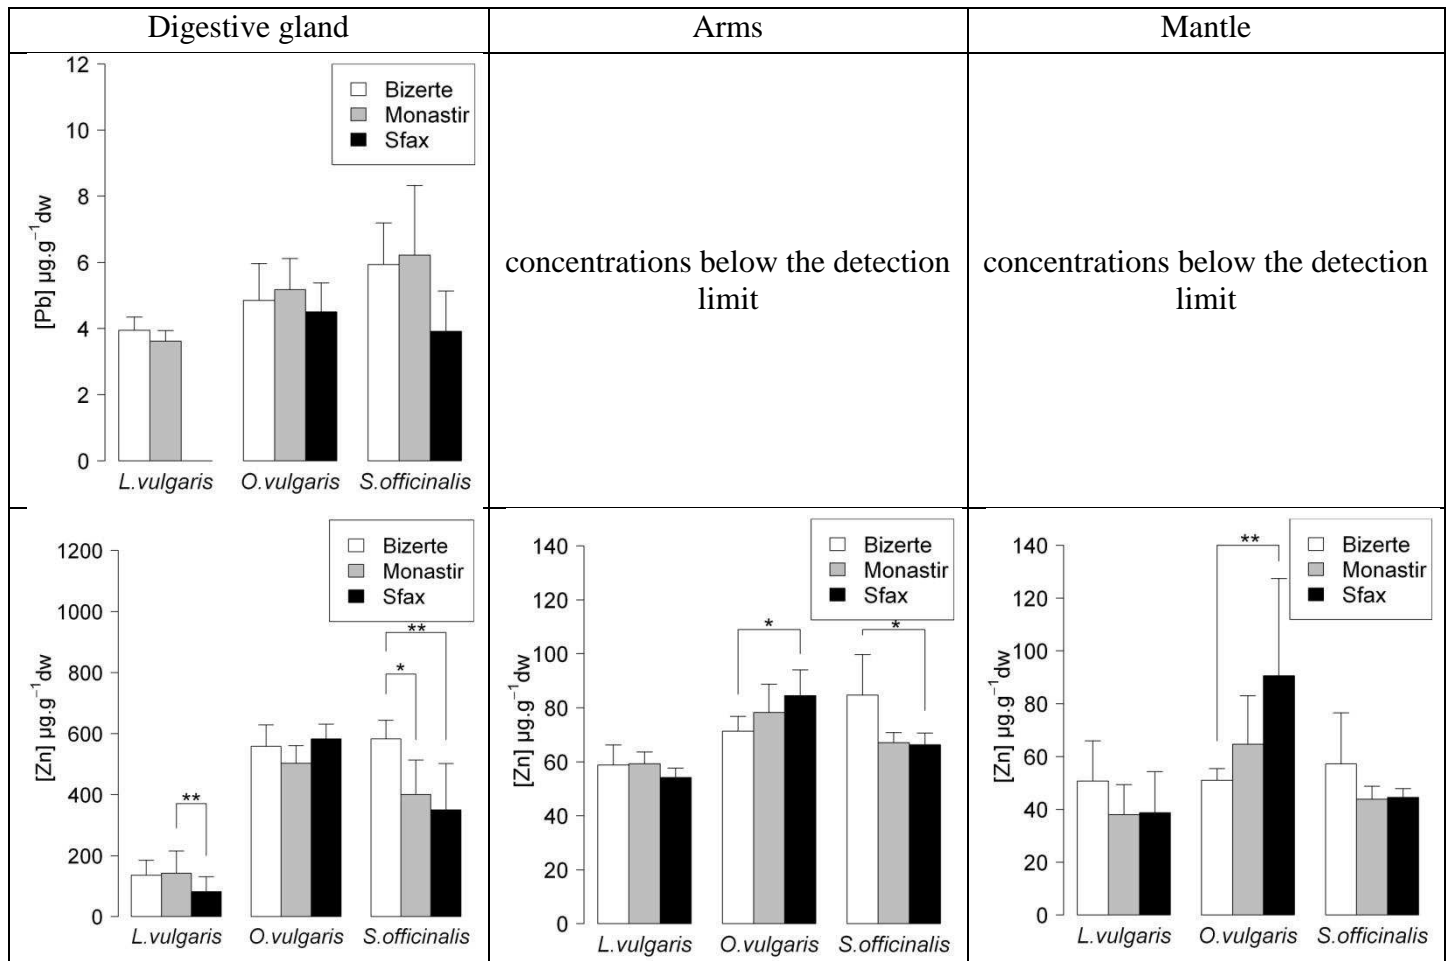 Digestive gland
Arms
Mantle
12
10
8
6
4
2
0
[Pb] µg.g⁻¹dw
Bizerte
Monastir
Sfax
L.vulgaris
O.vulgaris
S.officinalis
concentrations below the detection
limit
concentrations below the detection
limit
1200
1000
800
600
400
200
0
[Zn] µg.g⁻¹dw
Bizerte
Monastir
Sfax
**
*
**
L.vulgaris
O.vulgaris
S.officinalis
140
120
100
80
60
40
20
0
[Zn] µg.g⁻¹dw
Bizerte
Monastir
Sfax
*
*
L.vulgaris
O.vulgaris
S.officinalis
140
120
100
80
60
40
20
0
[Zn] µg.g⁻¹dw
Bizerte
Monastir
Sfax
**
L.vulgaris
O.vulgaris
S.officinalis